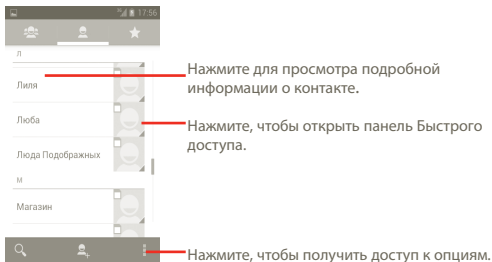 17:56
Л
Лиля
Нажмите для просмотра подробной
информации о контакте.
Люба
Нажмите, чтобы открыть панель Быстрого
доступа.
Люда Подображных
М
Магазин
Нажмите, чтобы получить доступ к опциям.